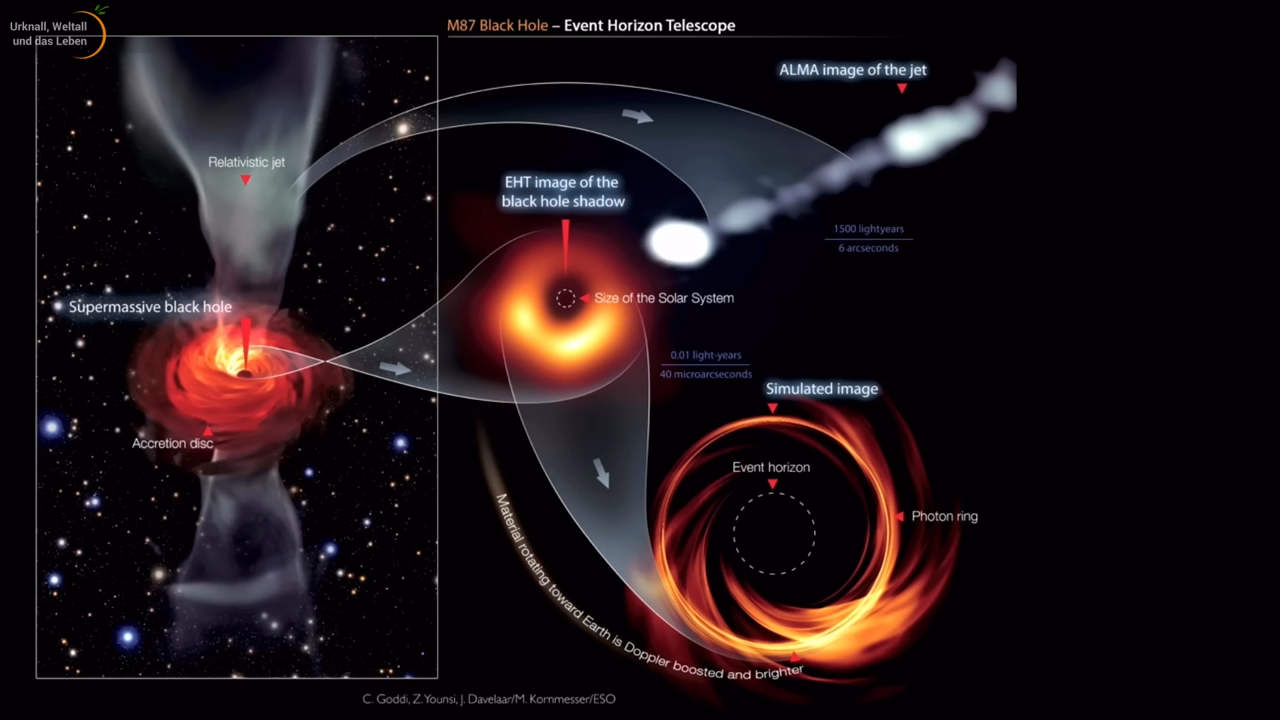 Urknall, Weltall
und das Leben
M87 Black Hole – Event Horizon Telescope
ALMA image of the jet
Relativistic jet
EHT image of the
black hole shadow
1500 lightyears
6 arcseconds
Supermassive black hole
Size of the Solar System
0.01 light-years
40 microarcseconds
Simulated image
Accretion disc
Event horizon
Photon ring
Material rotating toward Earth is Doppler boosted and brighter
C. Goddi, Z. Younsi, J. Davelaar/M. Kornmesser/ESO